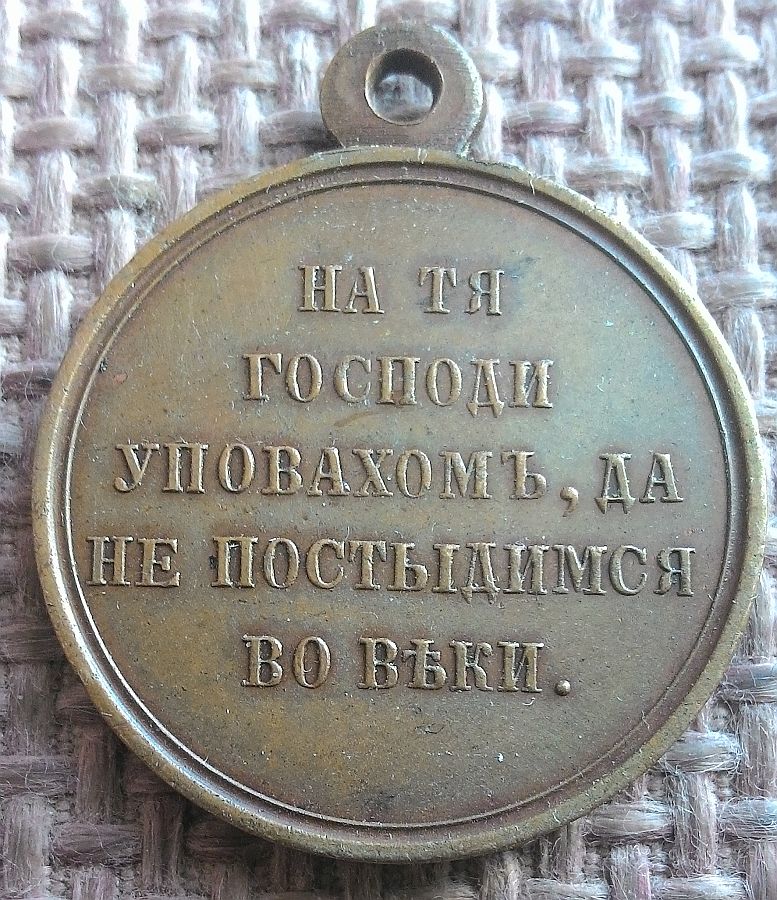 НА ТЯ
ГОСПОДИ
УПОВАХОМЪ, ДА
НЕ ПОСТЫДИМСЯ
ВО ВѢКИ.